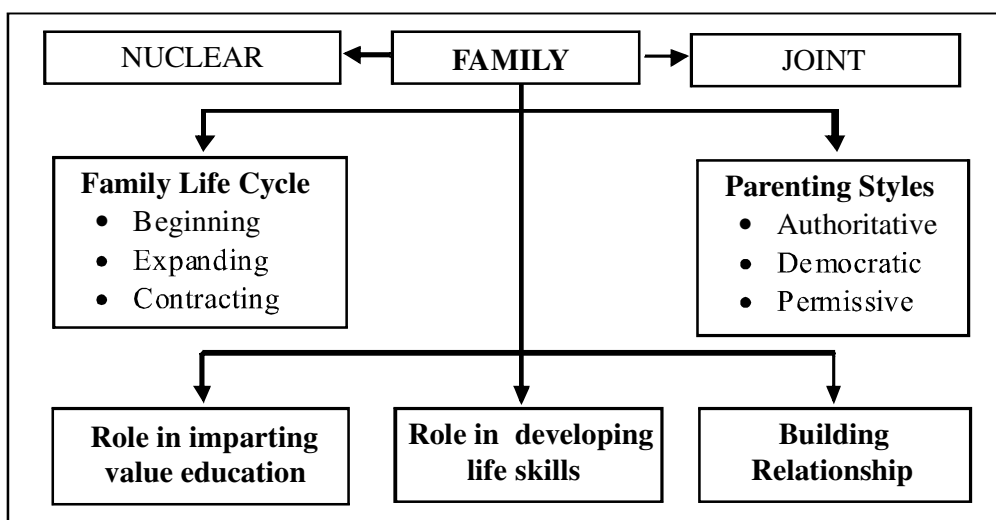 NUCLEAR
FAMILY
JOINT
Family Life Cycle
• Beginning
• Expanding
• Contracting
Parenting Styles
• Authoritative
• Democratic
• Permissive
Role in imparting
value education
Role in developing
life skills
Building
Relationship